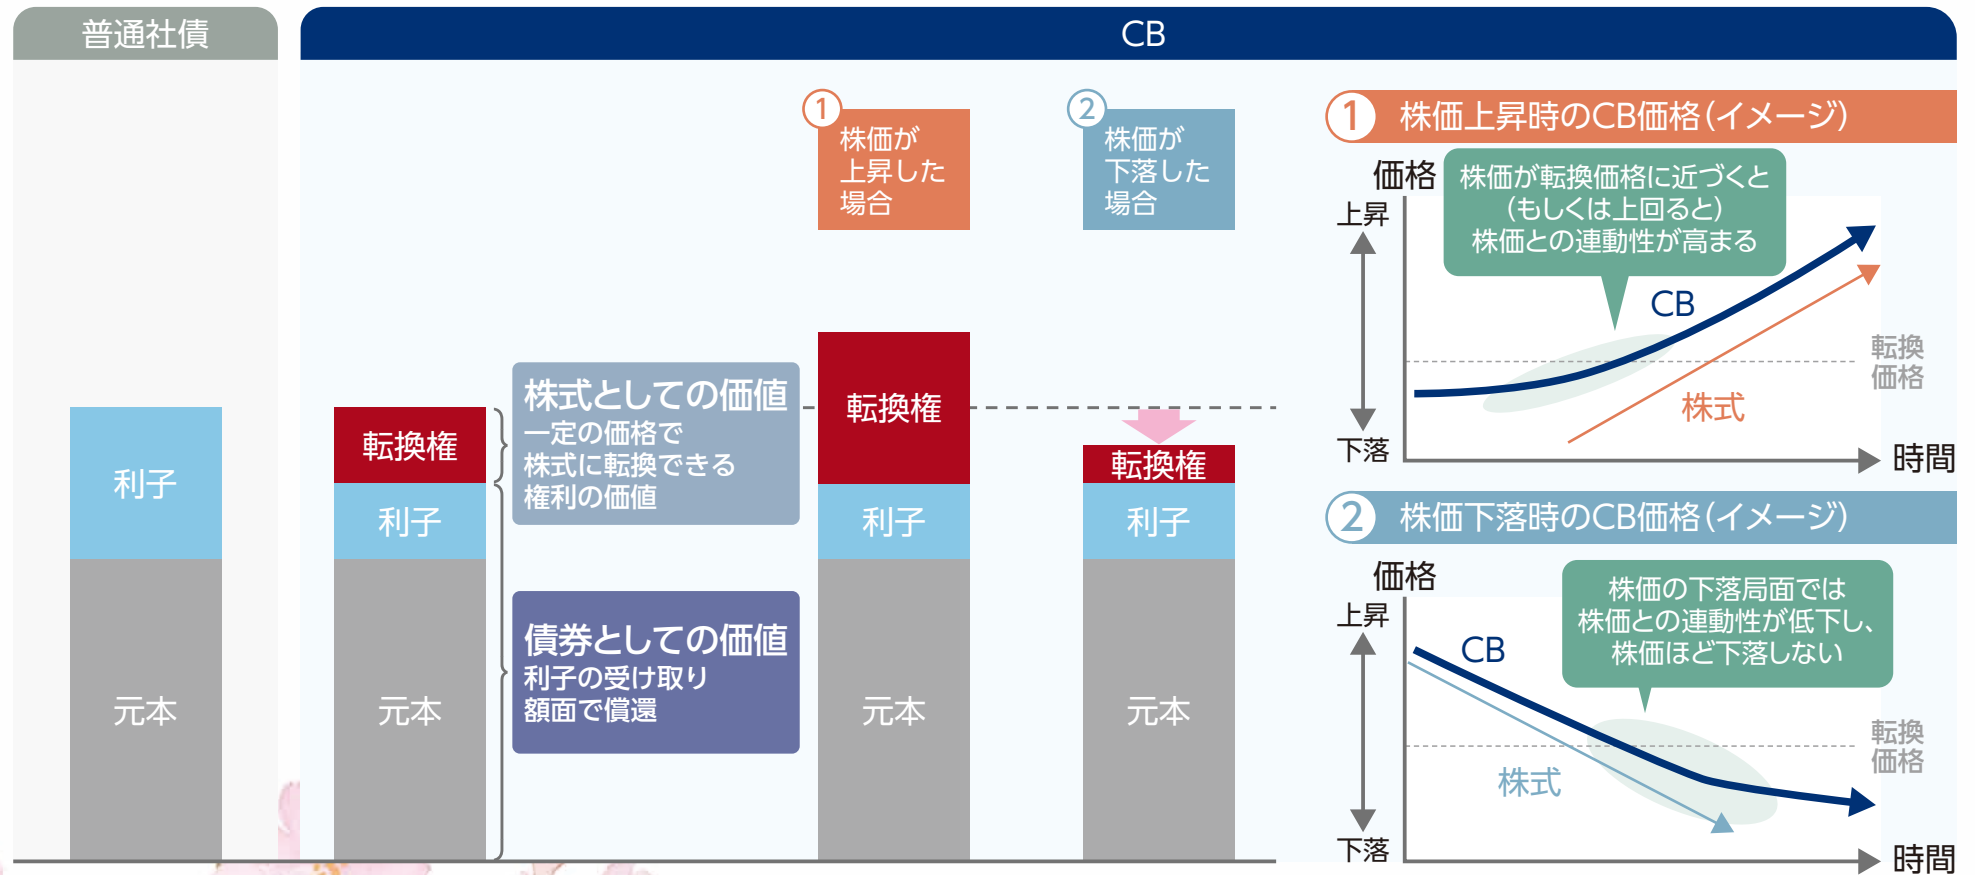 普通社債
利子
元本
CB
転換権
利子
元本
株式としての価値
一定の価格で
株式に転換できる
権利の価値
債券としての価値
利子の受け取り
額面で償還
1
株価が
上昇した
場合
転換権
利子
元本
2
株価が
下落した
場合
転換権
利子
元本
1 株価上昇時のCB価格(イメージ)
価格
上昇
下落
株価が転換価格に近づくと
(もしくは上回ると)
株価との連動性が高まる
CB
株式
転換
価格
時間
2 株価下落時のCB価格(イメージ)
価格
上昇
下落
株価の下落局面では
株価との連動性が低下し、
株価ほど下落しない
CB
株式
転換
価格
時間